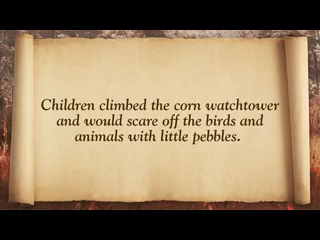 Children climbed the corn watchtower
and would scare off the birds and
animals with little pebbles.